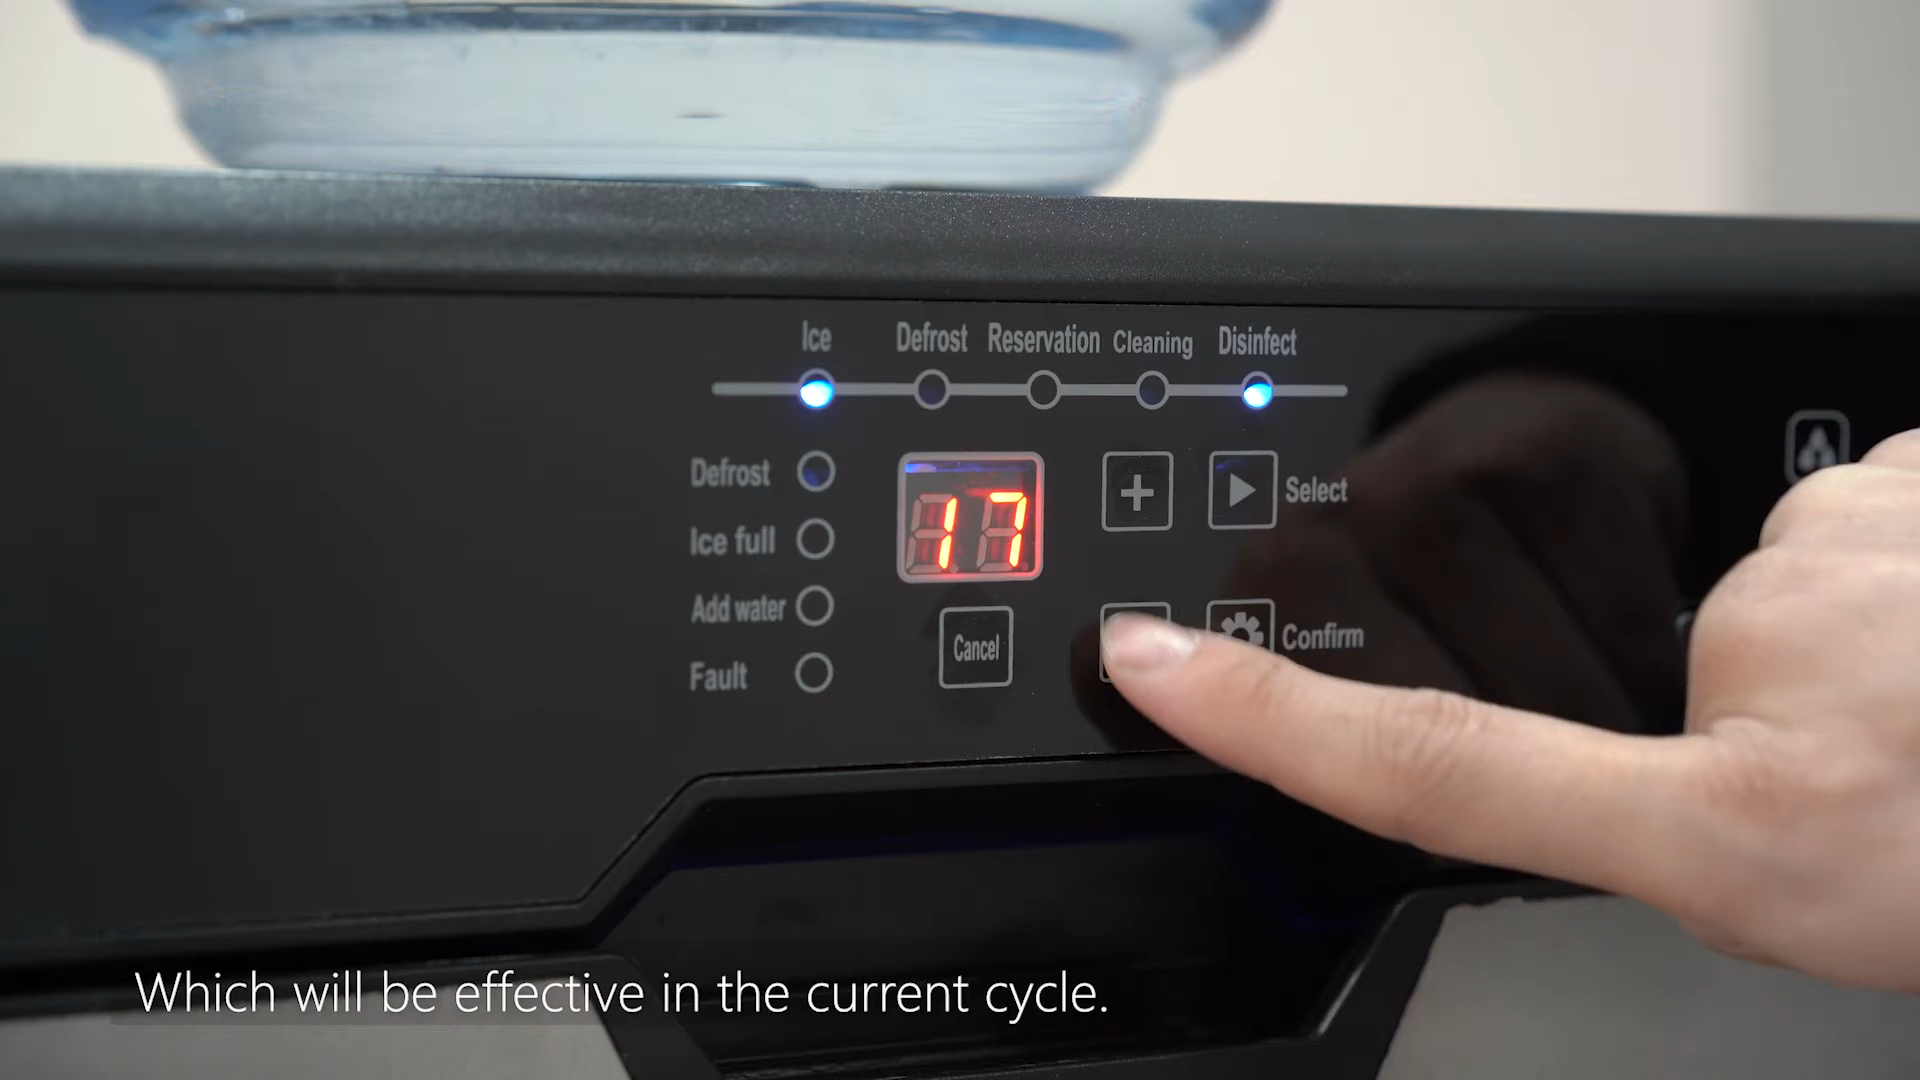 Ice Defrost Reservation Cleaning Disinfect
Defrost
Ice full
Add water
Fault
17
+
Select
Cancel
Confirm
Which will be effective in the current cycle.